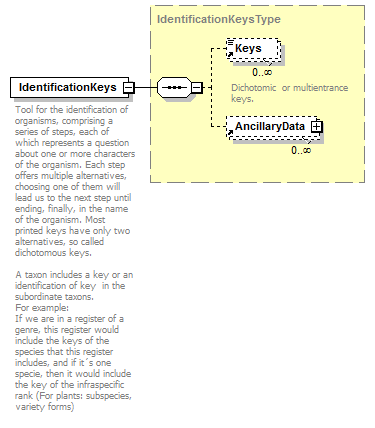 IdentificationKeysType
Keys
0..∞
Dichotomic or multientrance
keys.
IdentificationKeys
AncillaryData
0..∞
Tool for the identification of
organisms, comprising a
series of steps, each of
which represents a question
about one or more characters
of the organism. Each step
offers multiple alternatives,
choosing one of them will
lead us to the next step until
ending, finally, in the name
of the organism. Most
printed keys have only two
alternatives, so called
dichotomous keys.
A taxon includes a key or an
identification of key in the
subordinate taxons.
For example:
If we are in a register of a
genre, this register would
include the keys of the
species that this register
includes, and if it´s one
specie, then it would include
the key of the infraspecific
rank (For plants: subspecies,
variety forms)